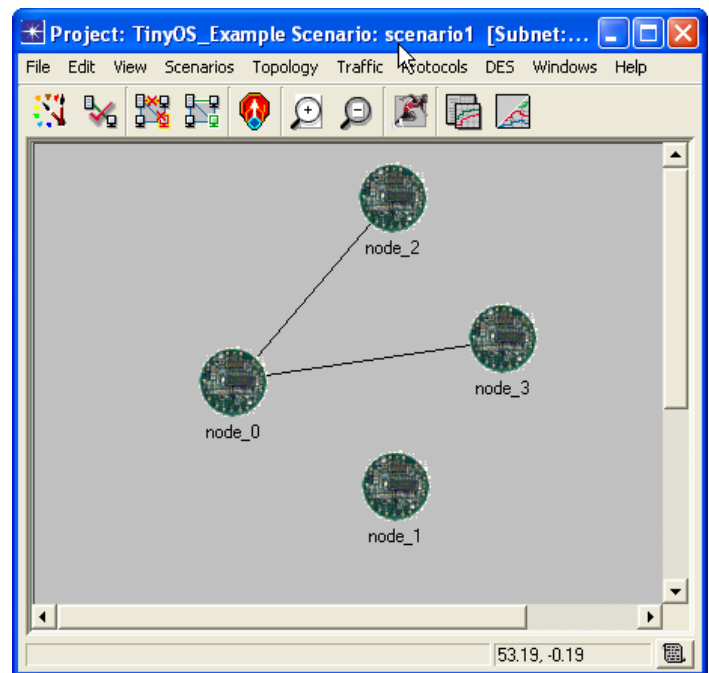 Project: TinyOS_Example Scenario: scenario1 [Subnet:...
File Edit View Scenarios Topology Traffic Protocols DES Windows Help
node_2
node_3
node_0
node_1
53.19, -0.19